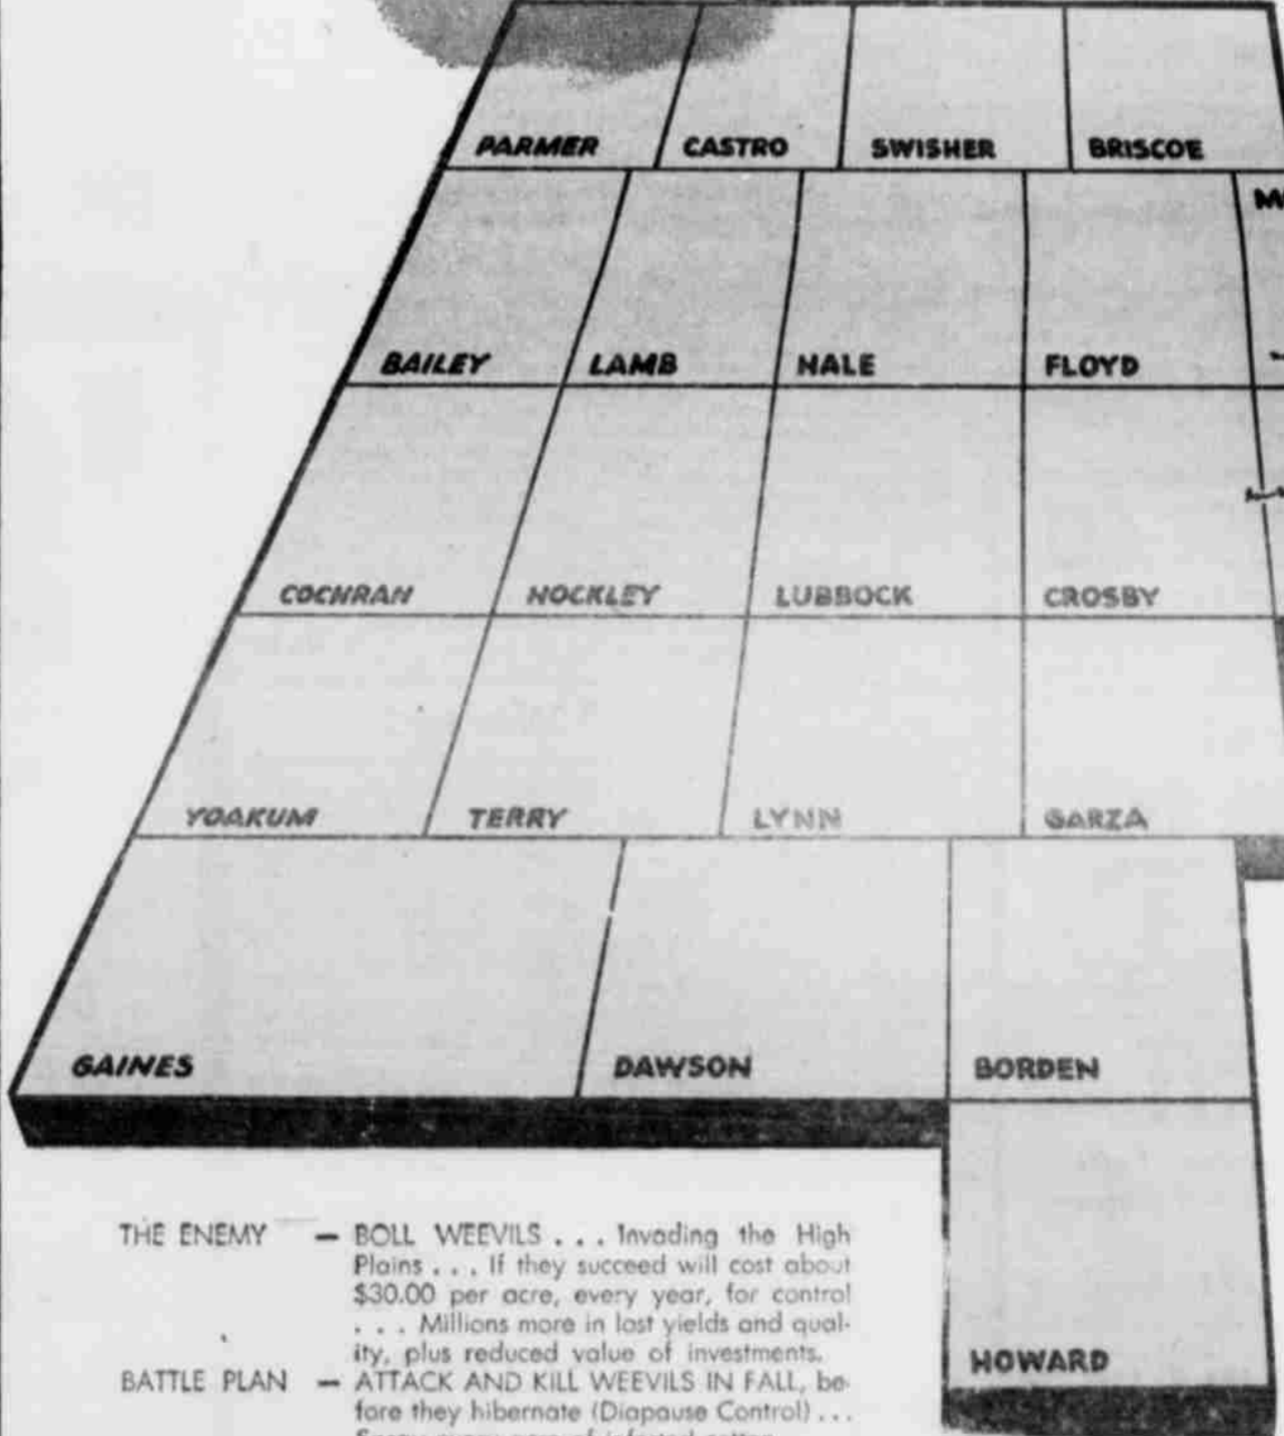 PARMER CASTRO SWISHER BRISCOE
M
BAILEY LAMB HALE FLOYD
COCHRAN HOCKLEY LUBBOCK CROSBY
YOAKUM TERRY LYNN GARZA
GAINES DAWSON BORDEN
HOWARD
THE ENEMY — BOLL WEEVILS . . . Invading the High
Plains . . . If they succeed will cost about
$30.00 per acre, every year, for control
. . . Millions more in lost yields and qual-
ity, plus reduced value of investments.
BATTLE PLAN — ATTACK AND KILL WEEVILS IN FALL, be-
fore they hibernate (Diapause Control) . . .